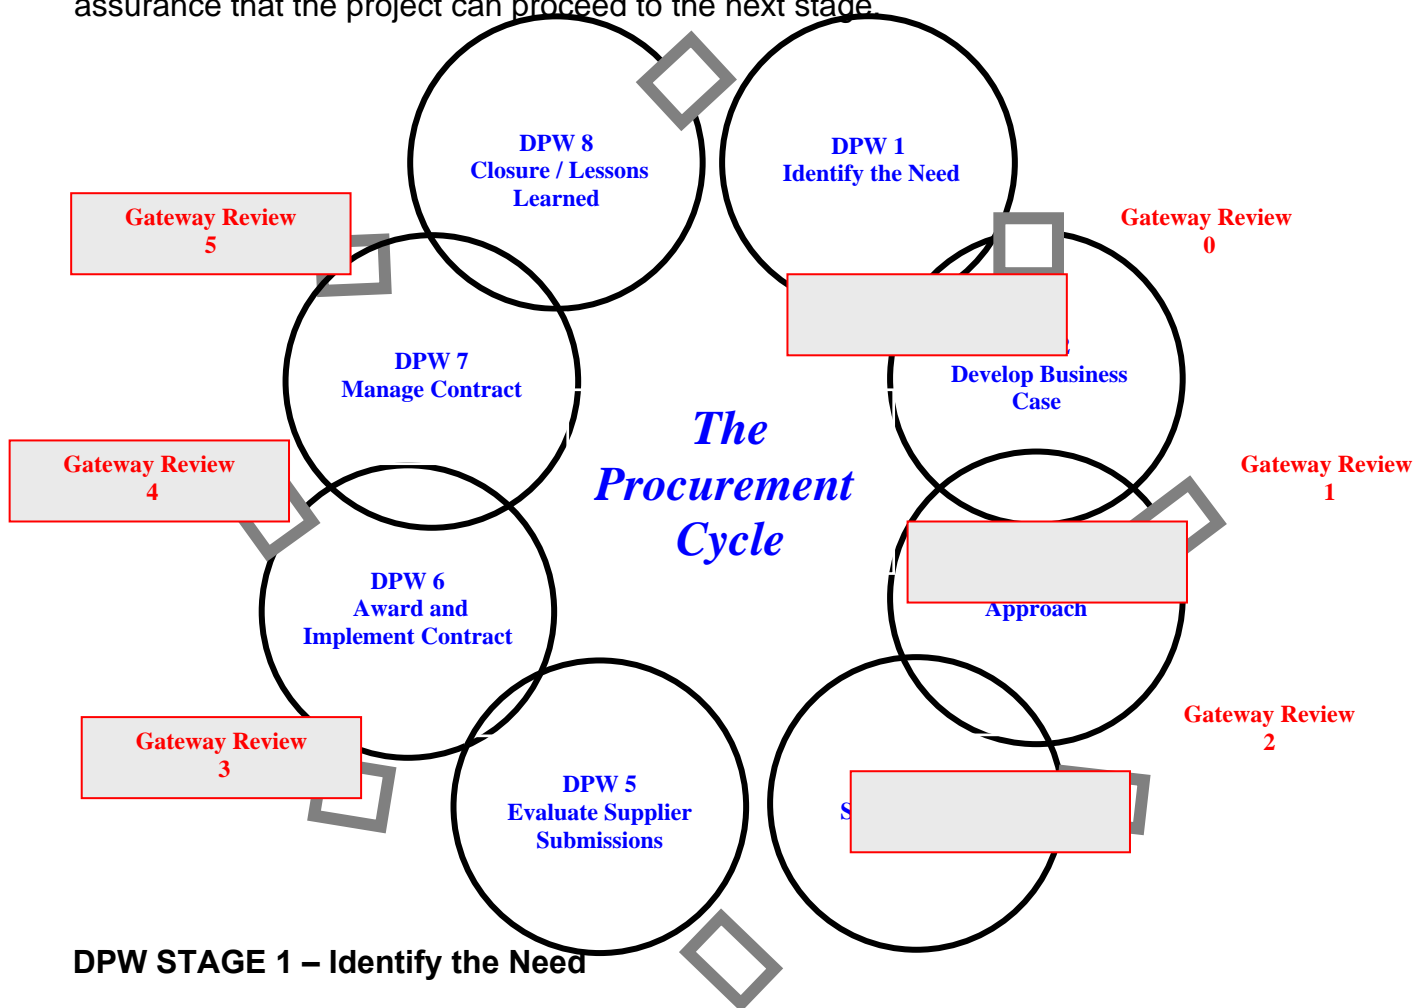 assurance that the project can proceed to the next stage.
DPW 8
Closure / Lessons
Learned
DPW 1
Identify the Need
Gateway Review
5
Gateway Review
0
DPW 7
Manage Contract
Develop Business
Case
The
Procurement
Cycle
Gateway Review
4
Gateway Review
1
DPW 6
Award and
Implement Contract
Approach
Gateway Review
3
Gateway Review
2
DPW 5
Evaluate Supplier
Submissions
S
DPW STAGE 1 – Identify the Need